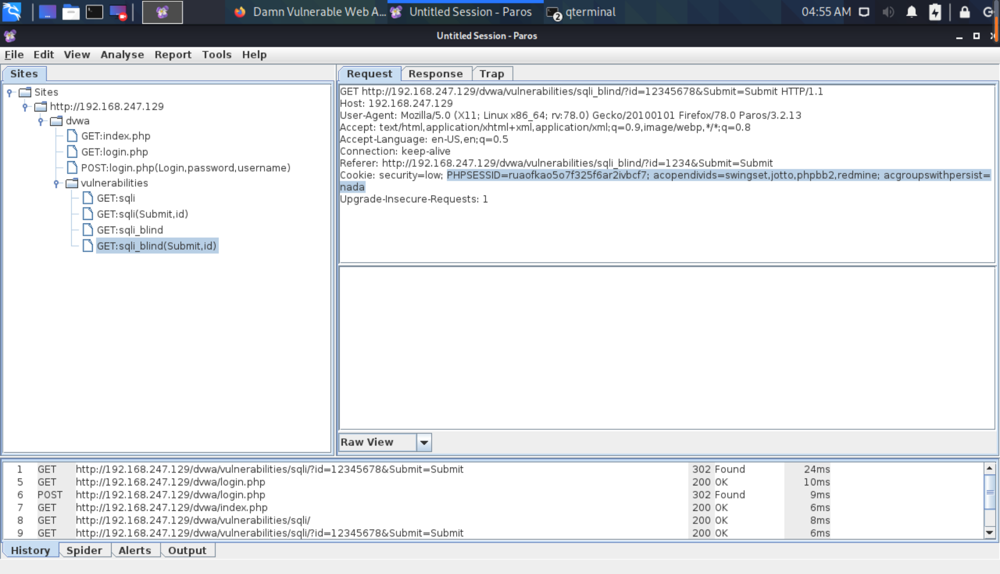 Damn Vulnerable Web A...
Untitled Session - Paros
2
qterminal
04:55 AM
Untitled Session - Paros
File Edit View Analyse Report Tools Help
Sites
Sites
http://192.168.247.129
dvwa
GET:index.php
GET:login.php
POST:login.php(Login,password,username)
vulnerabilities
GET:sqli
GET:sqli(Submit,id)
GET:sqli_blind
GET:sqli_blind(Submit,id)
Request Response Trap
GET http://192.168.247.129/dvwa/vulnerabilities/sqli_blind/?id=12345678&Submit=Submit HTTP/1.1
Host: 192.168.247.129
User-Agent: Mozilla/5.0 (X11; Linux x86_64; rv:78.0) Gecko/20100101 Firefox/78.0 Paros/3.2.13
Accept: text/html,application/xhtml+xml,application/xml;q=0.9,image/webp,*/*;q=0.8
Accept-Language: en-US,en;q=0.5
Connection: keep-alive
Referer: http://192.168.247.129/dvwa/vulnerabilities/sqli_blind/?id=1234&Submit=Submit
Cookie: security=low; PHPSESSID=ruaofkao5o7f325f6ar2ivbcf7; acopendivids=swingset,jotto,phpbb2,redmine; acgroupswithpersist=
nada
Upgrade-Insecure-Requests: 1
Raw View
1 GET http://192.168.247.129/dvwa/vulnerabilities/sqli/?id=12345678&Submit=Submit 302 Found 24ms
5 GET http://192.168.247.129/dvwa/login.php 200 OK 10ms
6 POST http://192.168.247.129/dvwa/login.php 302 Found 9ms
7 GET http://192.168.247.129/dvwa/index.php 200 OK 6ms
8 GET http://192.168.247.129/dvwa/vulnerabilities/sqli/ 200 OK 8ms
9 GET http://192.168.247.129/dvwa/vulnerabilities/sqli/?id=12345678&Submit=Submit 200 OK 6ms
History Spider Alerts Output